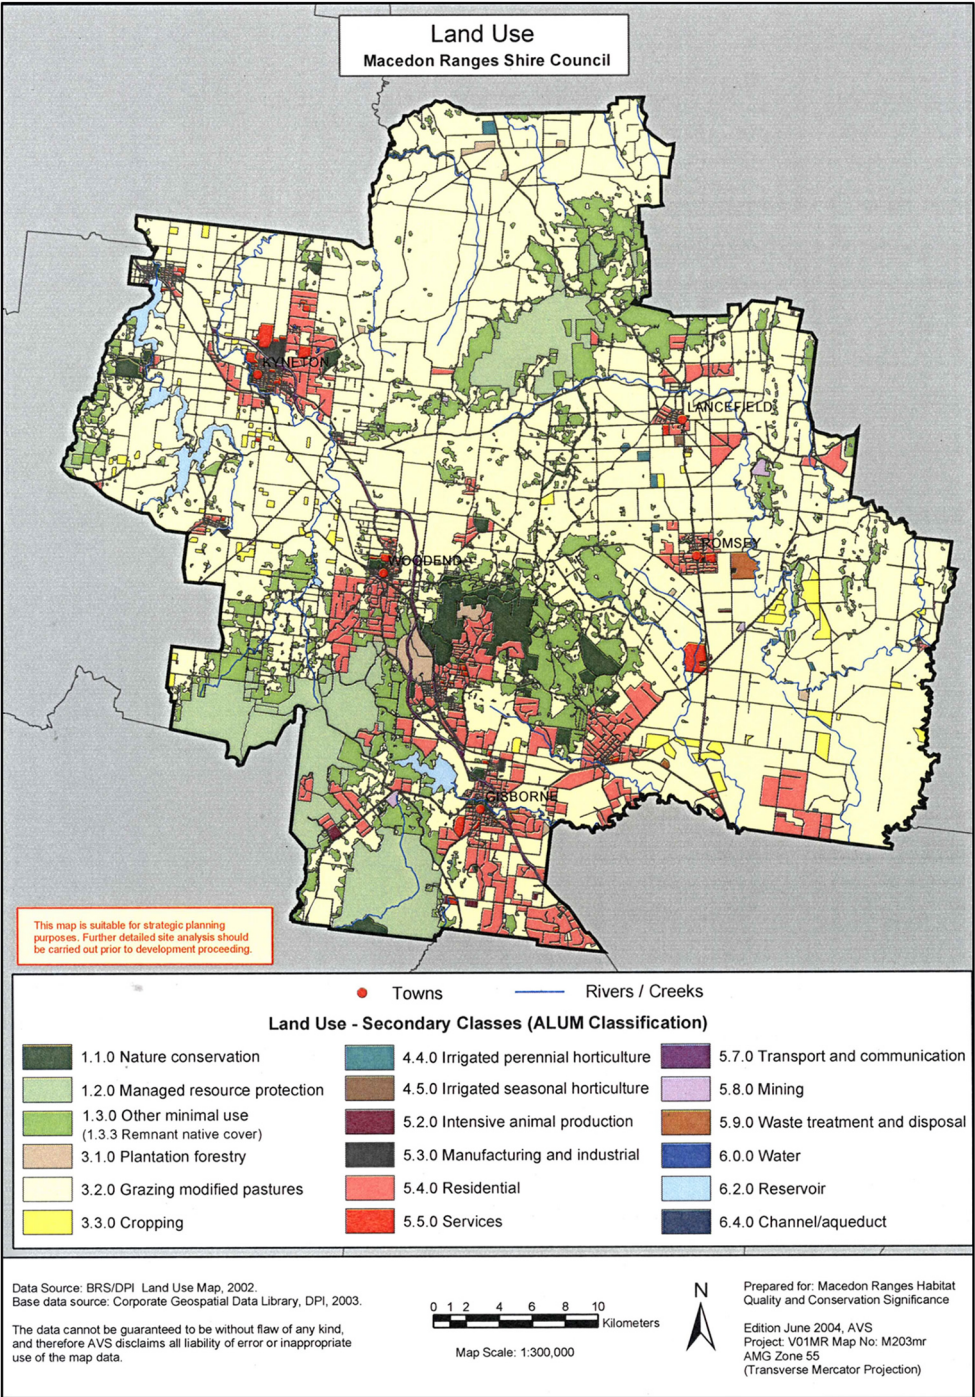 Land Use
Macedon Ranges Shire Council
KYNETON
LANCEFIELD
ROMSEY
WOODEND
GISBORNE
This map is suitable for strategic planning
purposes. Further detailed site analysis should
be carried out prior to development proceeding.
Towns
Rivers / Creeks
Land Use - Secondary Classes (ALUM Classification)
1.1.0 Nature conservation
1.2.0 Managed resource protection
1.3.0 Other minimal use
(1.3.3 Remnant native cover)
3.1.0 Plantation forestry
3.2.0 Grazing modified pastures
3.3.0 Cropping
4.4.0 Irrigated perennial horticulture
4.5.0 Irrigated seasonal horticulture
5.2.0 Intensive animal production
5.3.0 Manufacturing and industrial
5.4.0 Residential
5.5.0 Services
5.7.0 Transport and communication
5.8.0 Mining
5.9.0 Waste treatment and disposal
6.0.0 Water
6.2.0 Reservoir
6.4.0 Channel/aqueduct
Data Source: BRS/DPI Land Use Map, 2002.
Base data source: Corporate Geospatial Data Library, DPI, 2003.
The data cannot be guaranteed to be without flaw of any kind,
and therefore AVS disclaims all liability of error or inappropriate
use of the map data.
0 1 2 4 6 8 10
Kilometers
Map Scale: 1:300,000
N
Prepared for: Macedon Ranges Habitat
Quality and Conservation Significance
Edition June 2004, AVS
Project: V01MR Map No: M203mr
AMG Zone 55
(Transverse Mercator Projection)